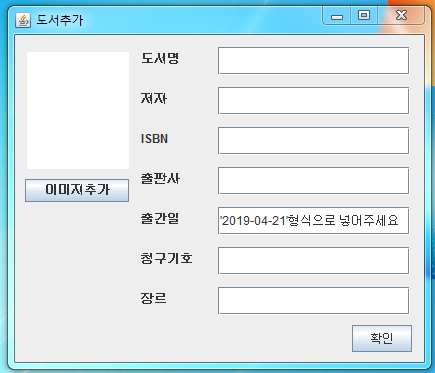 도서추가
도서명
저자
ISBN
출판사
이미지추가
출간일
'2019-04-21'형식으로 넣어주세요
청구기호
장르
확인